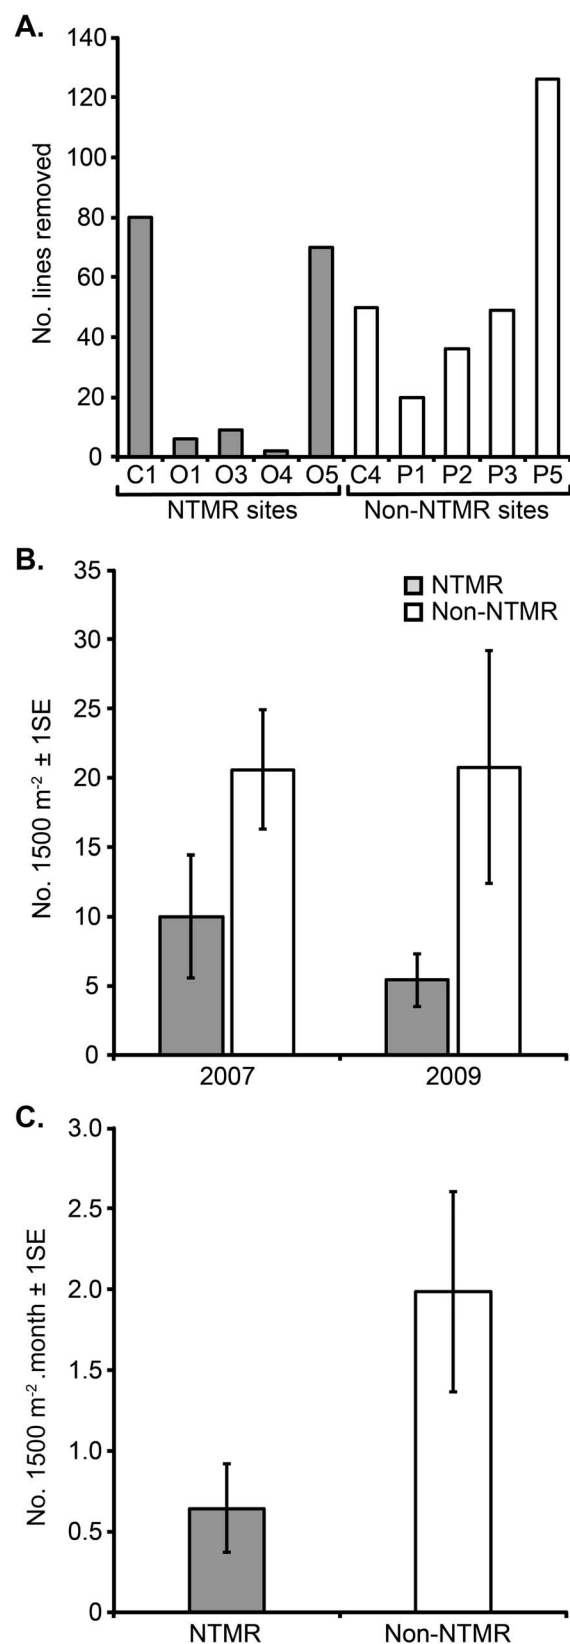 A.
No. lines removed
140
120
100
80
60
40
20
0
C1 O1 O3 O4 O5 C4 P1 P2 P3 P5
NTMR sites Non-NTMR sites
B.
No. 1500 m⁻² ± 1SE
35
30
25
20
15
10
5
0
NTMR
Non-NTMR
2007 2009
C.
No. 1500 m⁻² .month ± 1SE
3.0
2.5
2.0
1.5
1.0
0.5
0
NTMR Non-NTMR